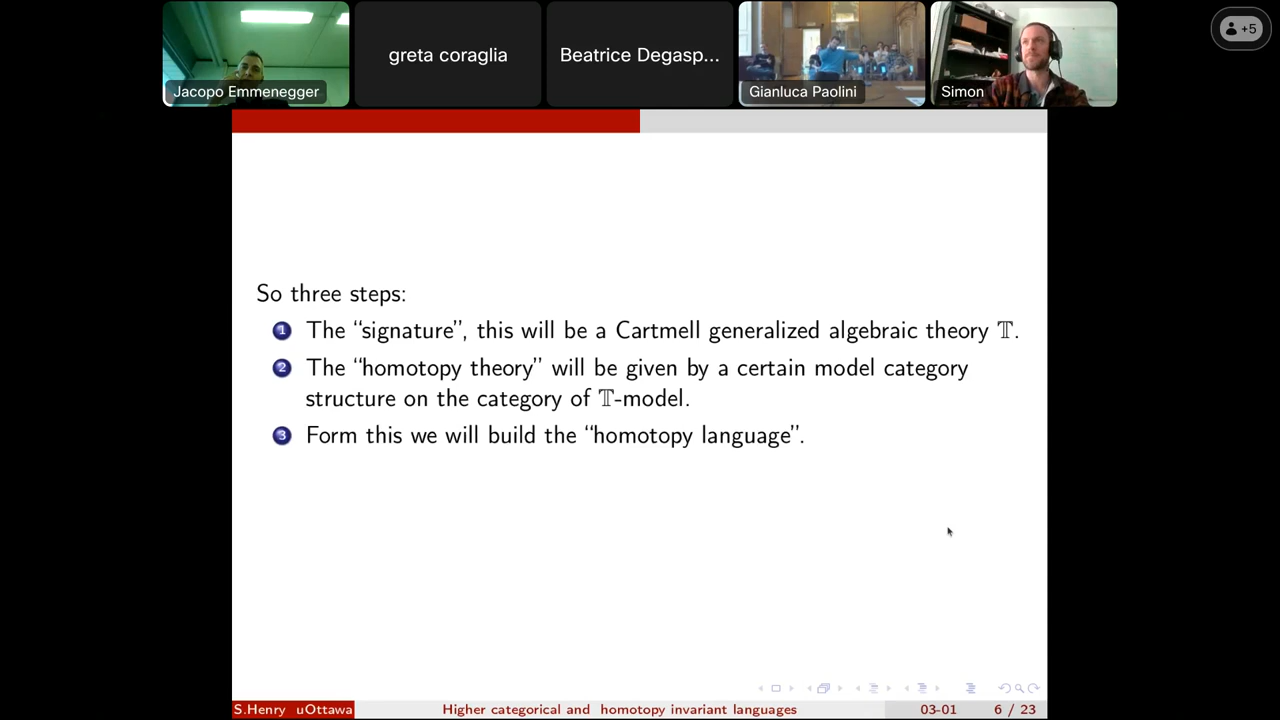 Jacopo Emmenegger
greta coraglia
Beatrice Degasp...
Gianluca Paolini
Simon
+5
So three steps:
1 The “signature”, this will be a Cartmell generalized algebraic theory 𝕋.
2 The “homotopy theory” will be given by a certain model category
structure on the category of 𝕋-model.
3 Form this we will build the “homotopy language”.
S.Henry uOttawa
Higher categorical and homotopy invariant languages
03-01
6 / 23